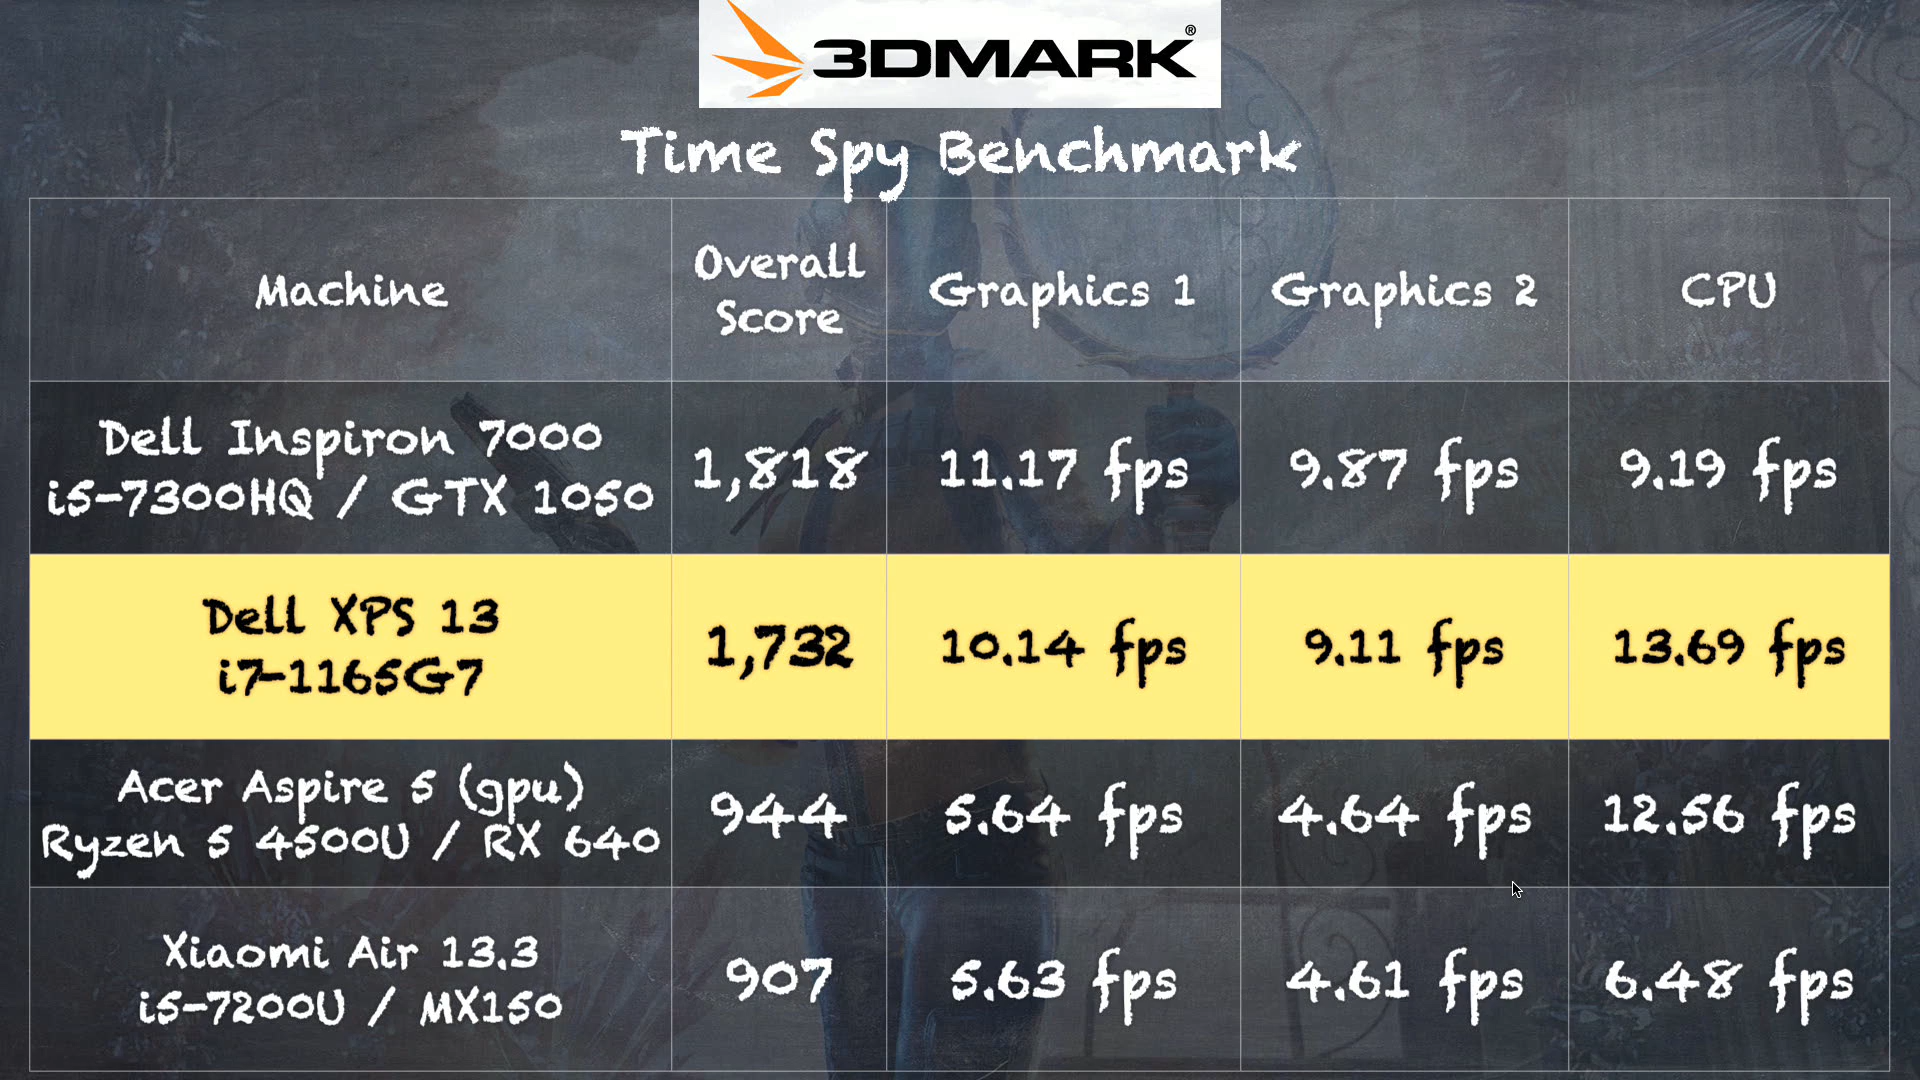 3DMARK®
Time Spy Benchmark
Machine
Overall
Score
Graphics 1
Graphics 2
CPU
Dell Inspiron 7000
i5-7300HQ / GTX 1050
1,818
11.17 fps
9.87 fps
9.19 fps
Dell XPS 13
i7-1165G7
1,732
10.14 fps
9.11 fps
13.69 fps
Acer Aspire 5 (gpu)
Ryzen 5 4500U / RX 640
944
5.64 fps
4.64 fps
12.56 fps
Xiaomi Air 13.3
i5-7200U / MX150
907
5.63 fps
4.61 fps
6.48 fps